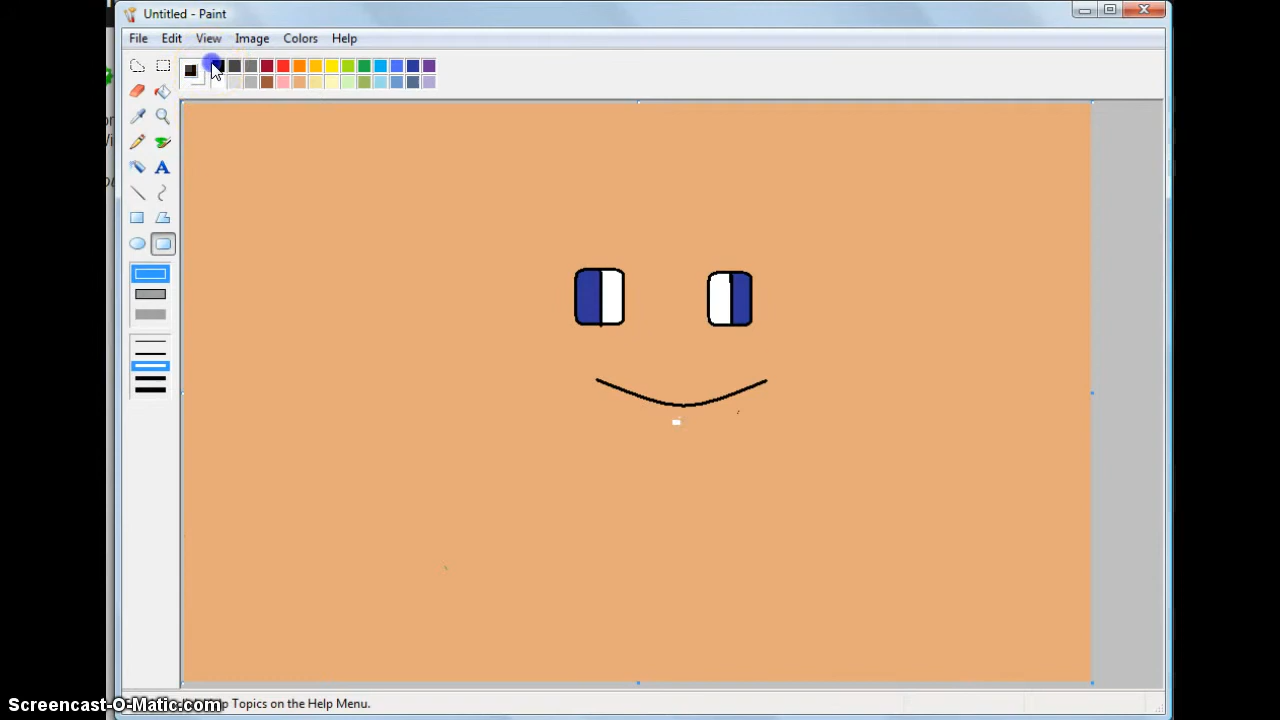 Untitled - Paint
File Edit View Image Colors Help
A
Topics on the Help Menu.
Screencast-O-Matic.com